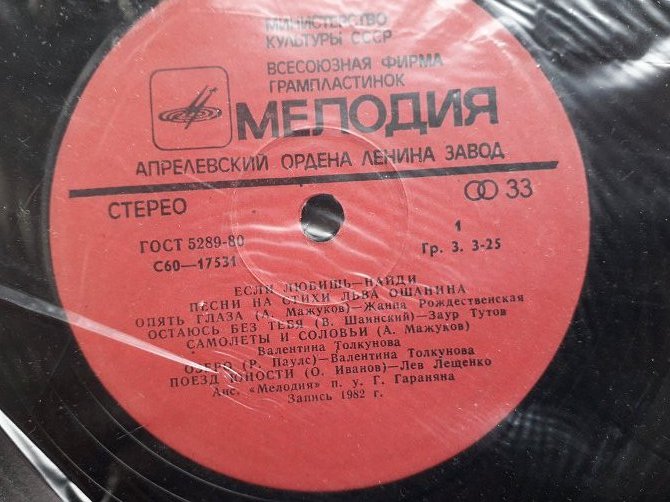 МИНИСТЕРСТВО
КУЛЬТУРЫ СССР
ВСЕСОЮЗНАЯ ФИРМА
ГРАМПЛАСТИНОК
МЕЛОДИЯ
АПРЕЛЕВСКИЙ ОРДЕНА ЛЕНИНА ЗАВОД
СТЕРЕО
33
ГОСТ 5289-80
1
С60—17531
Гр. 3. 3-25
ЕСЛИ ЛЮБИШЬ—НАЙДИ
ПЕСНИ НА СТИХИ ЛЬВА ОШАНИНА
ОПЯТЬ ГЛАЗА (А. Мажуков)—Жанна Рождественская
ОСТАЮСЬ БЕЗ ТЕБЯ (В. Шаинский)—Заур Тутов
САМОЛЕТЫ И СОЛОВЬИ (А. Мажуков)
Валентина Толкунова
ОЗЕРО (Р. Паулс)—Валентина Толкунова
ПОЕЗД ЮНОСТИ (О. Иванов)—Лев Лещенко
Анс. «Мелодия» п. у Г. Гараняна
Запись 1982 г.